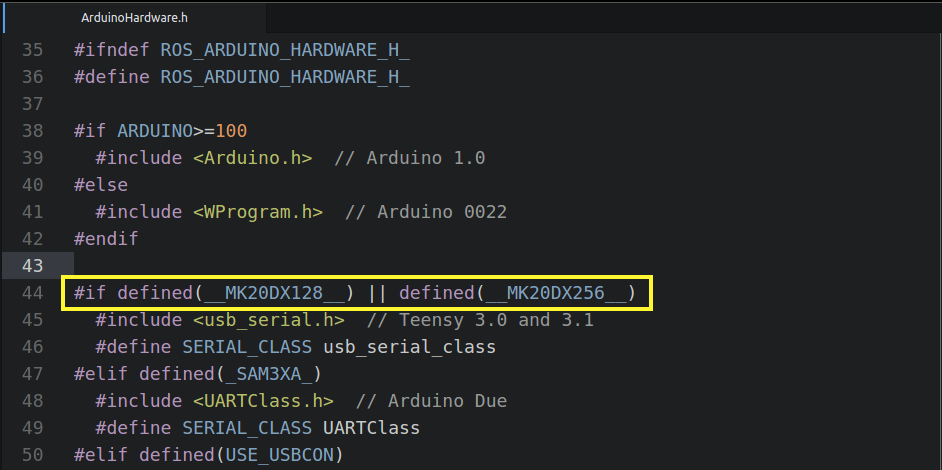 ArduinoHardware.h
35 #ifndef ROS_ARDUINO_HARDWARE_H_
36 #define ROS_ARDUINO_HARDWARE_H_
37
38 #if ARDUINO>=100
39   #include <Arduino.h>  // Arduino 1.0
40 #else
41   #include <WProgram.h>  // Arduino 0022
42 #endif
43
44 #if defined(__MK20DX128__) || defined(__MK20DX256__)
45   #include <usb_serial.h>  // Teensy 3.0 and 3.1
46   #define SERIAL_CLASS usb_serial_class
47 #elif defined(_SAM3XA_)
48   #include <UARTClass.h>  // Arduino Due
49   #define SERIAL_CLASS UARTClass
50 #elif defined(USE_USBCON)